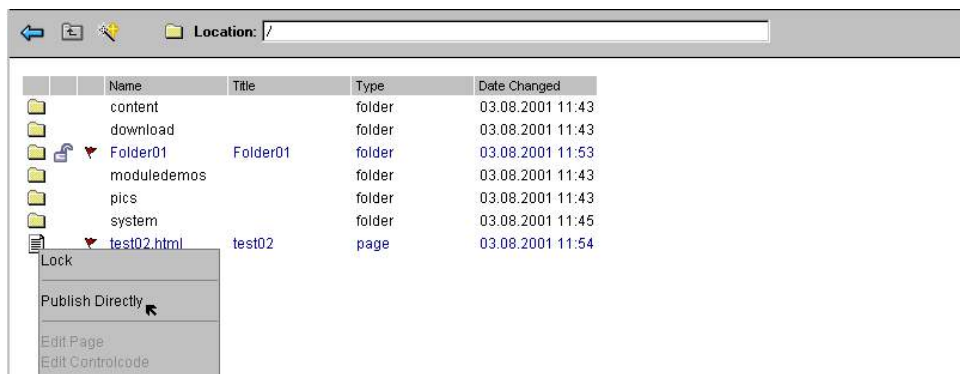 Location: /
Name Title Type Date Changed
content folder 03.08.2001 11:43
download folder 03.08.2001 11:43
Folder01 Folder01 folder 03.08.2001 11:53
moduledemos folder 03.08.2001 11:43
pics folder 03.08.2001 11:43
system folder 03.08.2001 11:45
test02.html test02 page 03.08.2001 11:54
Lock
Publish Directly
Edit Page
Edit Controlcode